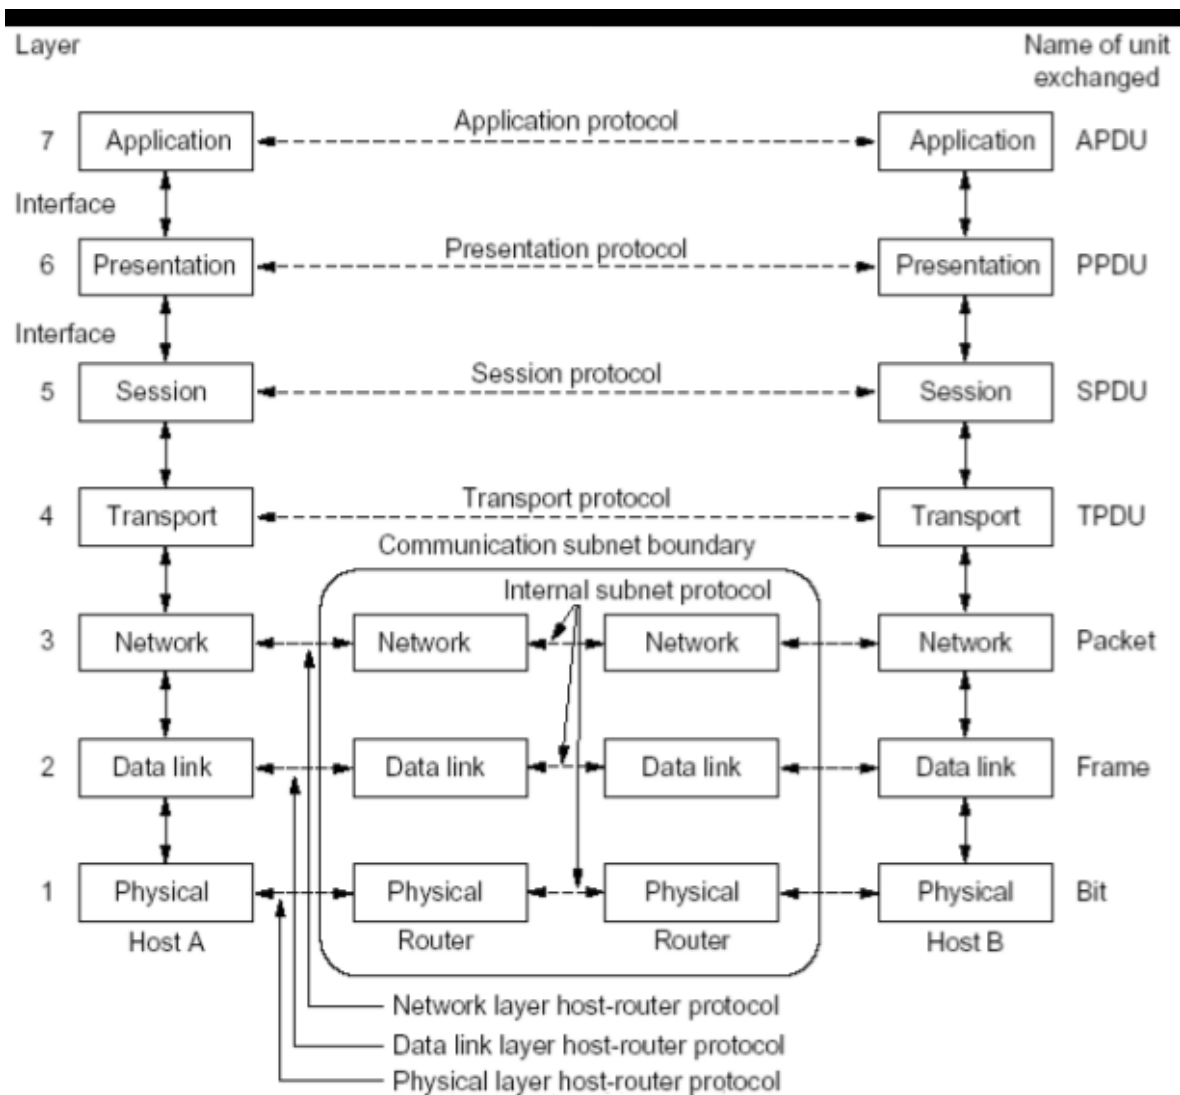 Layer
Name of unit
exchanged
7 Application Application protocol Application APDU
Interface
6 Presentation Presentation protocol Presentation PPDU
Interface
5 Session Session protocol Session SPDU
4 Transport Transport protocol Transport TPDU
Communication subnet boundary
Internal subnet protocol
3 Network Network Network Network Packet
2 Data link Data link Data link Data link Frame
1 Physical Physical Physical Physical Bit
Host A Router Router Host B
Network layer host-router protocol
Data link layer host-router protocol
Physical layer host-router protocol